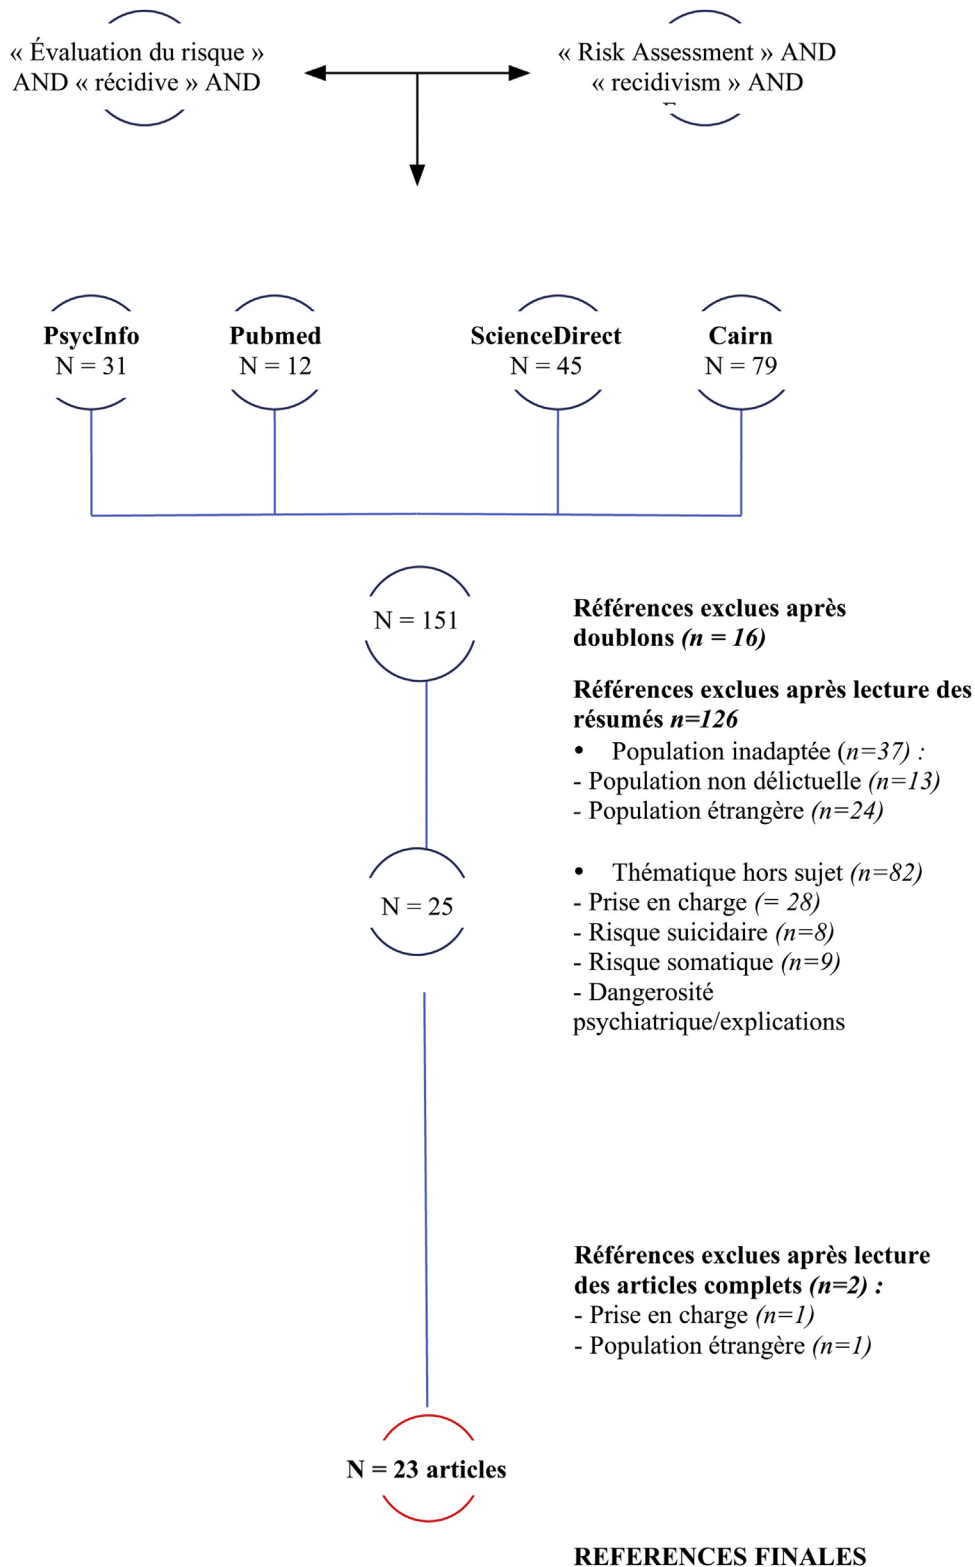 « Évaluation du risque »
AND « récidive » AND
« Risk Assessment » AND
« recidivism » AND
PsycInfo
N = 31
Pubmed
N = 12
ScienceDirect
N = 45
Cairn
N = 79
N = 151
Références exclues après
doublons (n = 16)
Références exclues après lecture des
résumés n=126
• Population inadaptée (n=37) :
- Population non délictuelle (n=13)
- Population étrangère (n=24)
N = 25
• Thématique hors sujet (n=82)
- Prise en charge (= 28)
- Risque suicidaire (n=8)
- Risque somatique (n=9)
- Dangerosité
psychiatrique/explications
Références exclues après lecture
des articles complets (n=2) :
- Prise en charge (n=1)
- Population étrangère (n=1)
N = 23 articles
REFERENCES FINALES